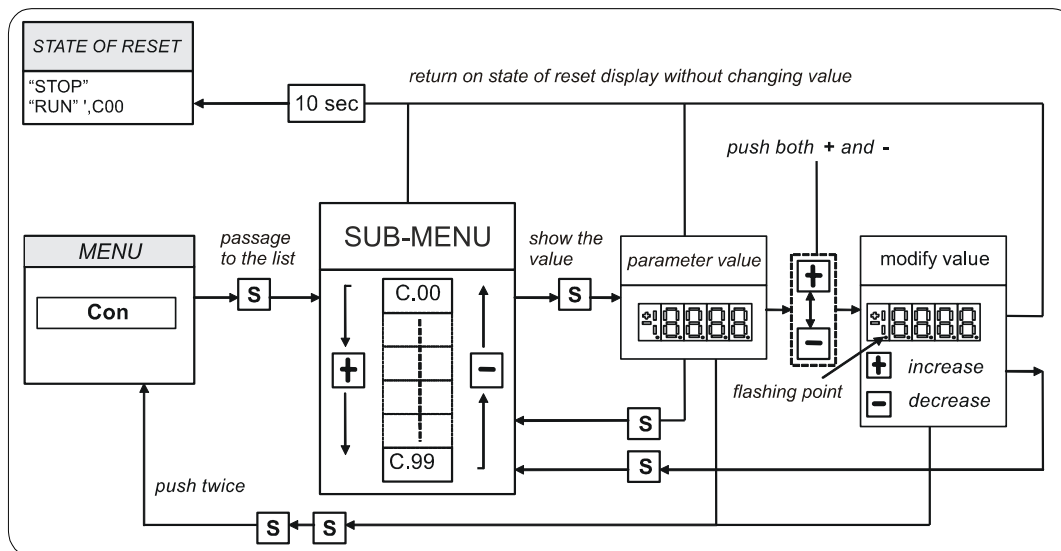 STATE OF RESET
“STOP”
“RUN” ’,C00
10 sec
return on state of reset display without changing value
push both + and -
MENU
Con
passage
to the list
S
SUB-MENU
C.00
+
-
C.99
show the
value
S
parameter value
+
-
modify value
flashing point
+ increase
- decrease
S
S
push twice
S S